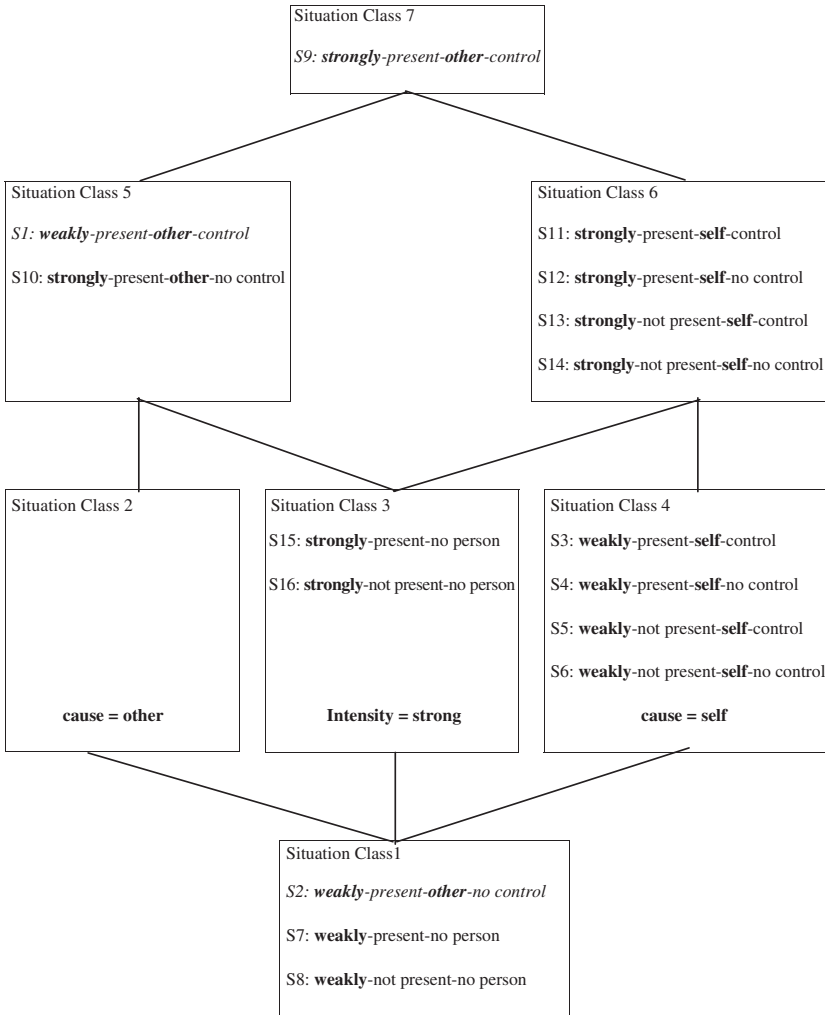 Situation Class 7
S9: strongly-present-other-control
Situation Class 5
S1: weakly-present-other-control
S10: strongly-present-other-no control
Situation Class 6
S11: strongly-present-self-control
S12: strongly-present-self-no control
S13: strongly-not present-self-control
S14: strongly-not present-self-no control
Situation Class 2
cause = other
Situation Class 3
S15: strongly-present-no person
S16: strongly-not present-no person
Intensity = strong
Situation Class 4
S3: weakly-present-self-control
S4: weakly-present-self-no control
S5: weakly-not present-self-control
S6: weakly-not present-self-no control
cause = self
Situation Class1
S2: weakly-present-other-no control
S7: weakly-present-no person
S8: weakly-not present-no person